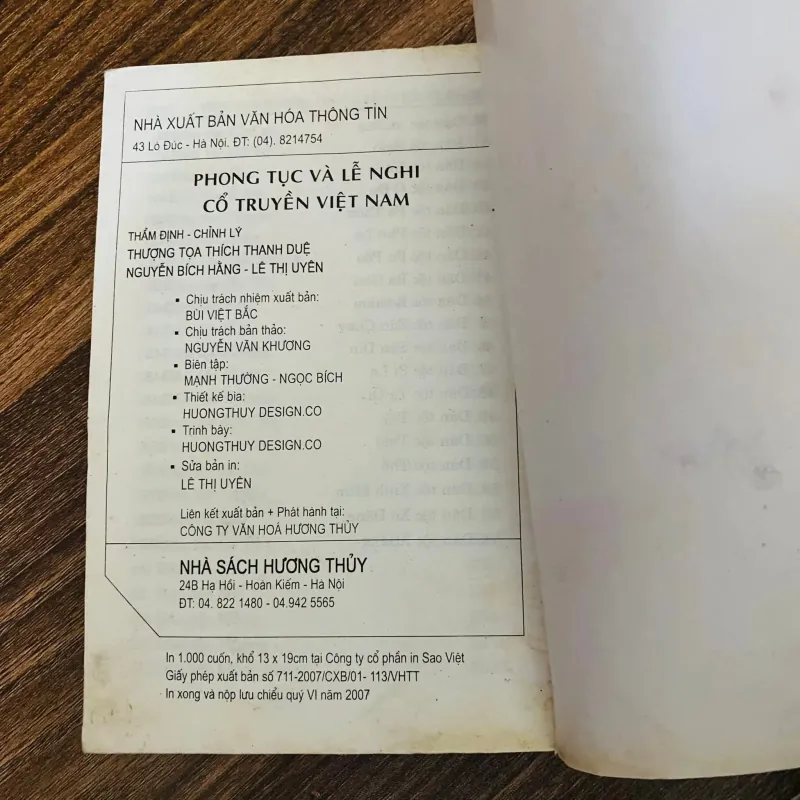 NHÀ XUẤT BẢN VĂN HÓA THÔNG TIN
43 Lò Đúc - Hà Nội. ĐT: (04). 8214754
PHONG TỤC VÀ LỄ NGHI
CỔ TRUYỀN VIỆT NAM
THẨM ĐỊNH - CHỈNH LÝ
THƯỢNG TỌA THÍCH THANH DUỆ
NGUYỄN BÍCH HẰNG - LÊ THỊ UYÊN
▪ Chịu trách nhiệm xuất bản:
BÙI VIỆT BẮC
▪ Chịu trách bản thảo:
NGUYỄN VĂN KHƯƠNG
▪ Biên tập:
MẠNH THƯỜNG - NGỌC BÍCH
▪ Thiết kế bìa:
HUONGTHUY DESIGN.CO
▪ Trình bày:
HUONGTHUY DESIGN.CO
▪ Sửa bản in:
LÊ THỊ UYÊN
Liên kết xuất bản + Phát hành tại:
CÔNG TY VĂN HOÁ HƯƠNG THỦY
NHÀ SÁCH HƯƠNG THỦY
24B Hạ Hồi - Hoàn Kiếm - Hà Nội
ĐT: 04. 822 1480 - 04.942 5565
In 1.000 cuốn, khổ 13 x 19cm tại Công ty cổ phần in Sao Việt
Giấy phép xuất bản số 711-2007/CXB/01- 113/VHTT
In xong và nộp lưu chiểu quý VI năm 2007